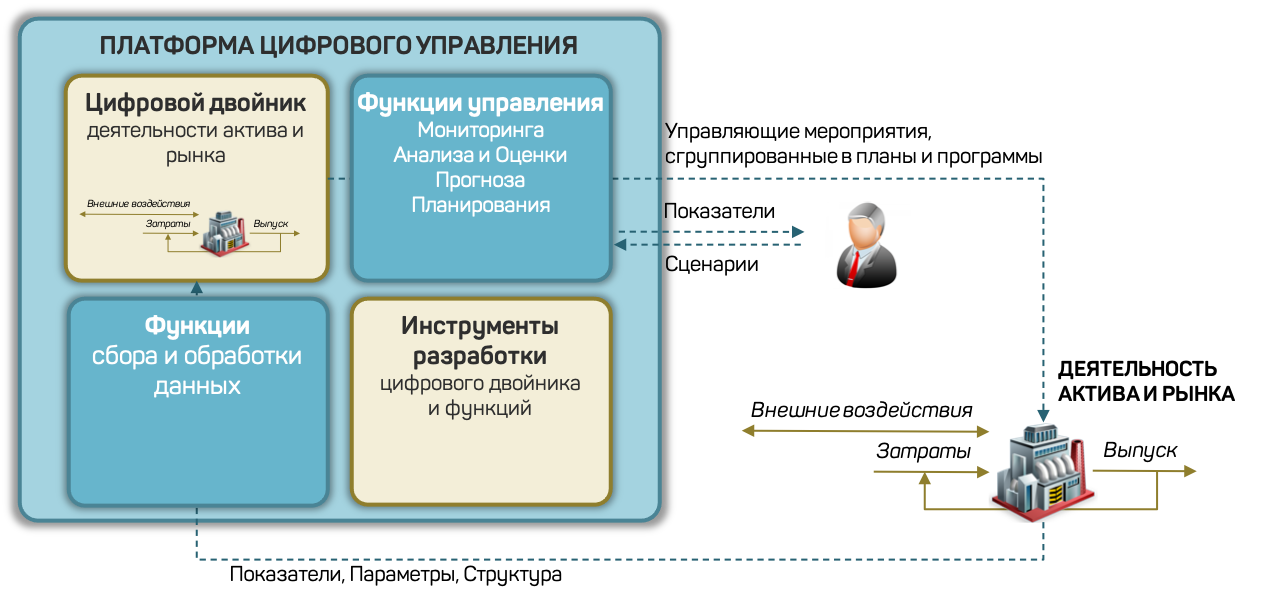 ПЛАТФОРМА ЦИФРОВОГО УПРАВЛЕНИЯ
Цифровой двойник
деятельности актива и
рынка
Внешние воздействия
Затраты
Выпуск
Функции управления
Мониторинга
Анализа и Оценки
Прогноза
Планирования
Управляющие мероприятия,
сгруппированные в планы и программы
Показатели
Сценарии
Функции
сбора и обработки
данных
Инструменты
разработки
цифрового двойника
и функций
ДЕЯТЕЛЬНОСТЬ
АКТИВА И РЫНКА
Внешние воздействия
Затраты
Выпуск
Показатели, Параметры, Структура